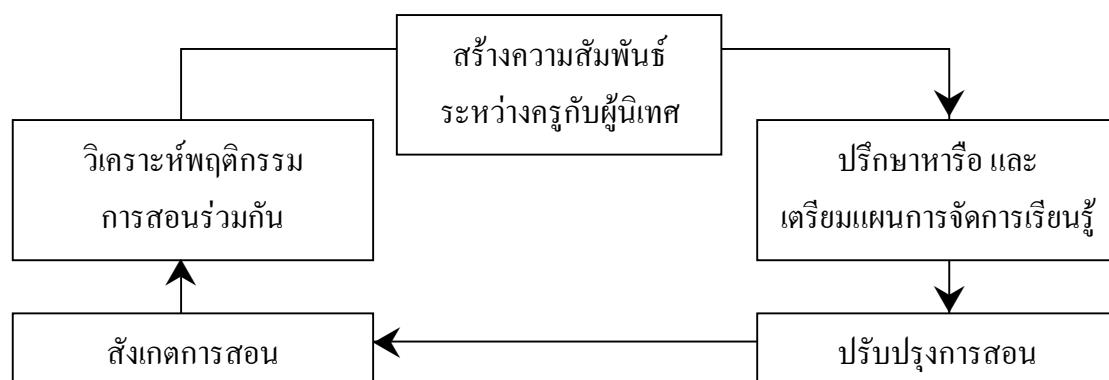 สร้างความสัมพันธ์
ระหว่างครูกับผู้นิเทศ
วิเคราะห์พฤติกรรม
การสอนร่วมกัน
ปรึกษาหารือ และ
เตรียมแผนการจัดการเรียนรู้
สังเกตการสอน
ปรับปรุงการสอน